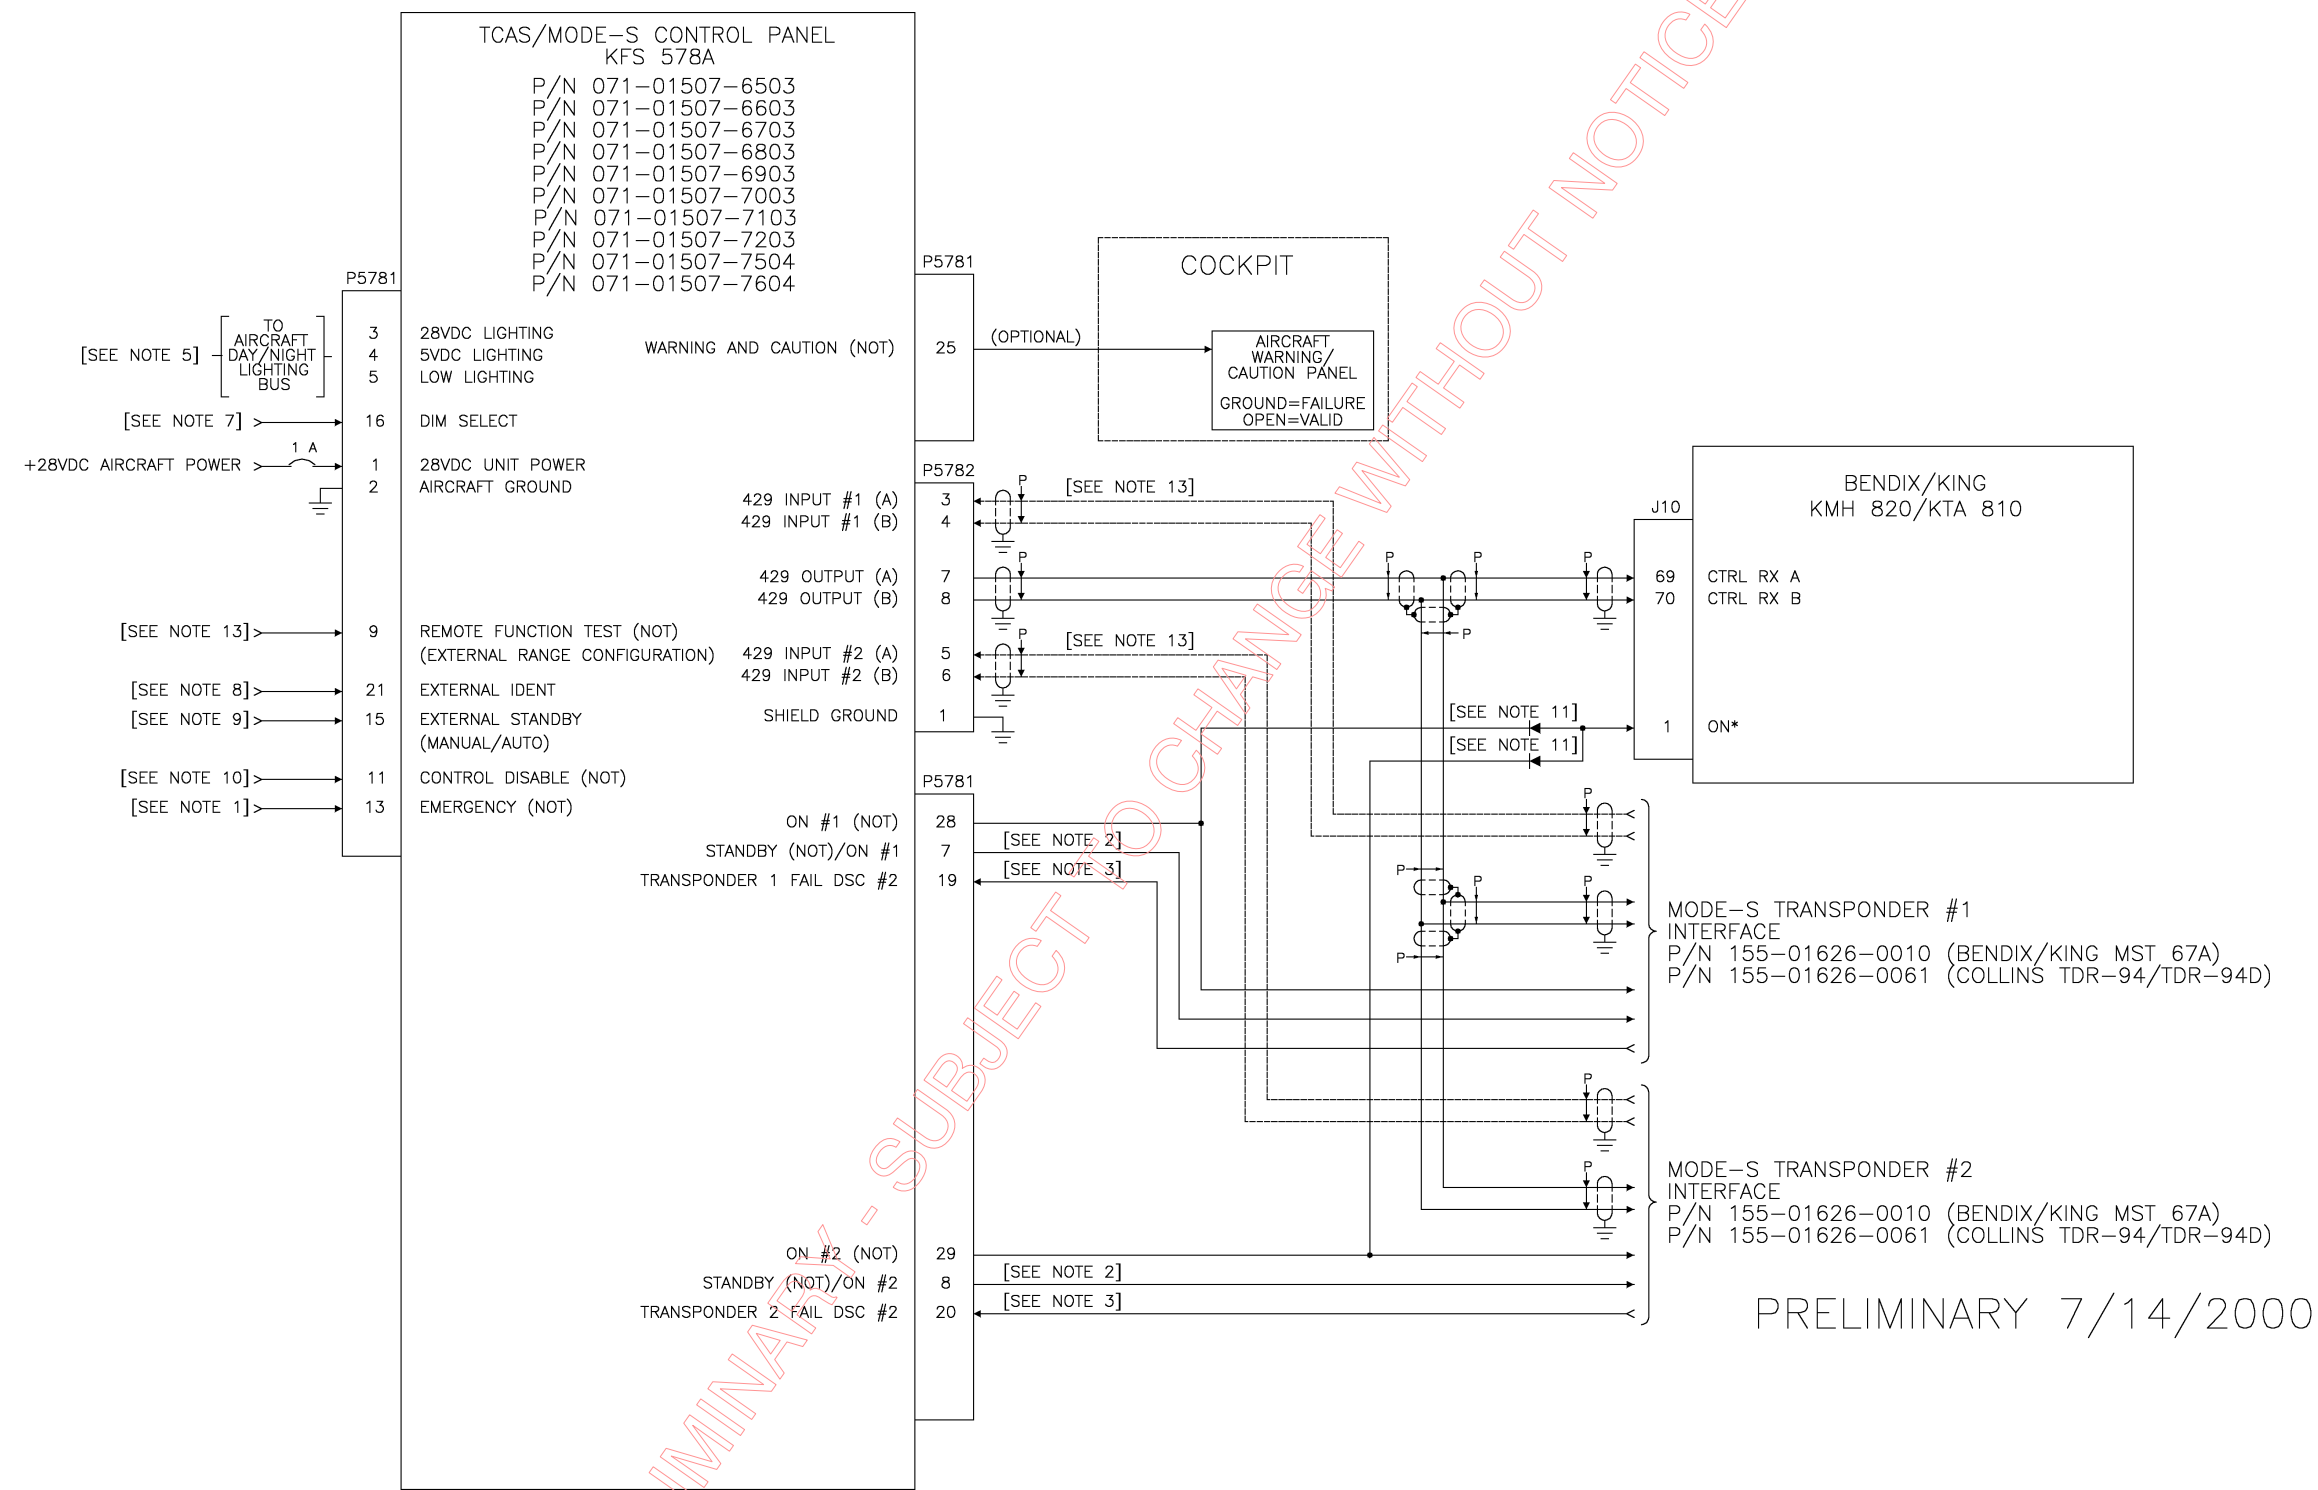 TCAS/MODE-S CONTROL PANEL
KFS 578A
P/N 071-01507-6503
P/N 071-01507-6603
P/N 071-01507-6703
P/N 071-01507-6803
P/N 071-01507-6903
P/N 071-01507-7003
P/N 071-01507-7103
P/N 071-01507-7203
P/N 071-01507-7504
P/N 071-01507-7604
P5781
[SEE NOTE 5]
TO
AIRCRAFT
DAY/NIGHT
LIGHTING
BUS
3 28VDC LIGHTING
4 5VDC LIGHTING
5 LOW LIGHTING
[SEE NOTE 7] 16 DIM SELECT
+28VDC AIRCRAFT POWER 1 A 1 28VDC UNIT POWER
2 AIRCRAFT GROUND
[SEE NOTE 13] 9 REMOTE FUNCTION TEST (NOT)
(EXTERNAL RANGE CONFIGURATION)
[SEE NOTE 8] 21 EXTERNAL IDENT
[SEE NOTE 9] 15 EXTERNAL STANDBY
(MANUAL/AUTO)
[SEE NOTE 10] 11 CONTROL DISABLE (NOT)
[SEE NOTE 1] 13 EMERGENCY (NOT)
P5781
WARNING AND CAUTION (NOT) 25 (OPTIONAL)
COCKPIT
AIRCRAFT
WARNING/
CAUTION PANEL
GROUND=FAILURE
OPEN=VALID
P5782
429 INPUT #1 (A) 3 P [SEE NOTE 13]
429 INPUT #1 (B) 4
429 OUTPUT (A) 7 P P P P
429 OUTPUT (B) 8
P
429 INPUT #2 (A) 5 P [SEE NOTE 13]
429 INPUT #2 (B) 6
SHIELD GROUND 1
BENDIX/KING
KMH 820/KTA 810
J10
69 CTRL RX A
70 CTRL RX B
[SEE NOTE 11] 1 ON*
[SEE NOTE 11]
P5781
ON #1 (NOT) 28
STANDBY (NOT)/ON #1 7 [SEE NOTE 2]
TRANSPONDER 1 FAIL DSC #2 19 [SEE NOTE 3]
P
P
P P
P
MODE-S TRANSPONDER #1
INTERFACE
P/N 155-01626-0010 (BENDIX/KING MST 67A)
P/N 155-01626-0061 (COLLINS TDR-94/TDR-94D)
P
P
MODE-S TRANSPONDER #2
INTERFACE
P/N 155-01626-0010 (BENDIX/KING MST 67A)
P/N 155-01626-0061 (COLLINS TDR-94/TDR-94D)
ON #2 (NOT) 29
STANDBY (NOT)/ON #2 8 [SEE NOTE 2]
TRANSPONDER 2 FAIL DSC #2 20 [SEE NOTE 3]
PRELIMINARY 7/14/2000
IMINARY - SUBJECT TO CHANGE WITHOUT NOTICE